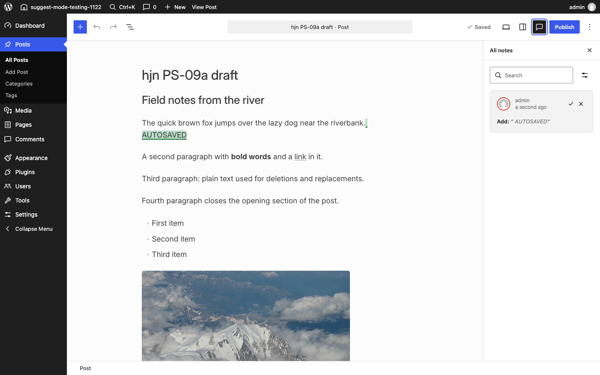 suggest-mode-testing-1122 Ctrl+K 0 New View Post admin
Dashboard
Posts
All Posts
Add Post
Categories
Tags
Media
Pages
Comments
Appearance
Plugins
Users
Tools
Settings
Collapse Menu
hjn PS-09a draft · Post
Saved
Publish
hjn PS-09a draft
Field notes from the river
The quick brown fox jumps over the lazy dog near the riverbank.
AUTOSAVED
A second paragraph with bold words and a link in it.
Third paragraph: plain text used for deletions and replacements.
Fourth paragraph closes the opening section of the post.
· First item
· Second item
· Third item
All notes
Search
admin
a second ago
Add: " AUTOSAVED"
Post